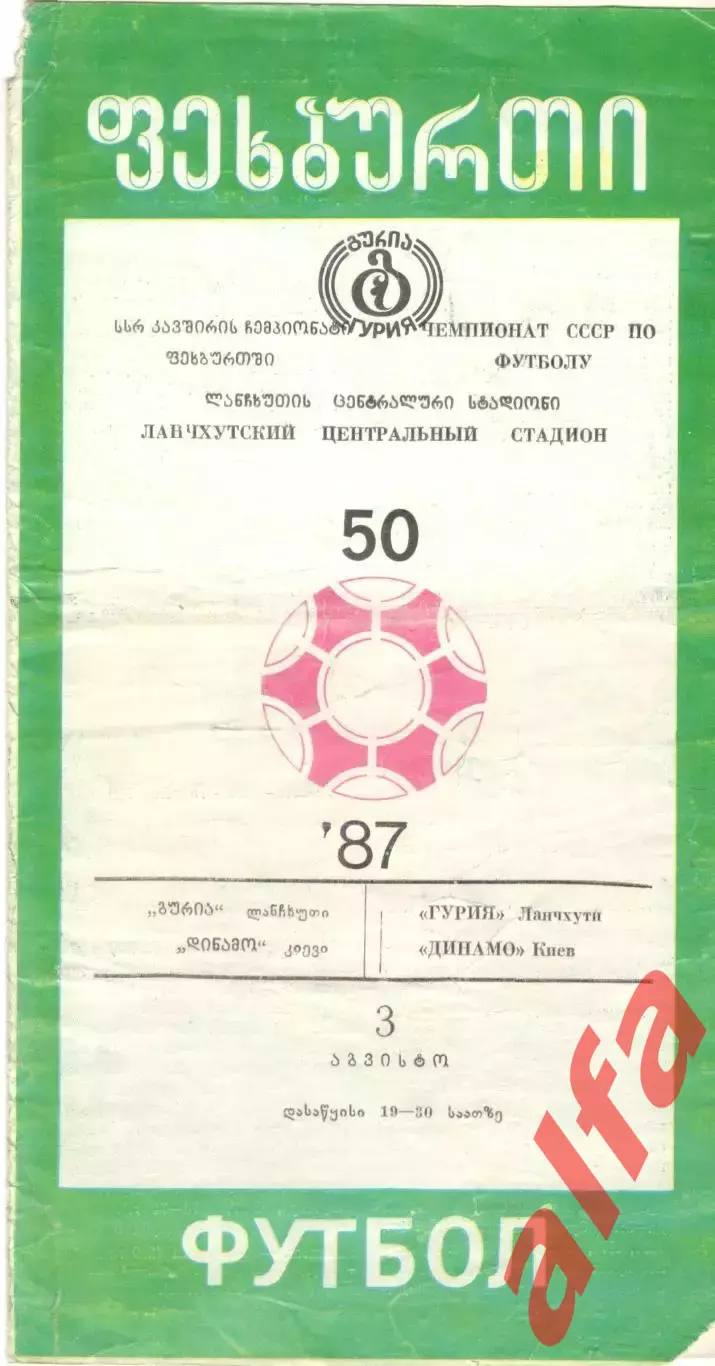 ფეხბურთი
გურია
ГУРИЯ
სსრ კავშირის ჩემპიონატი ЧЕМПИОНАТ СССР ПО
ფეხბურთში ФУТБОЛУ
ლანჩხუთის ცენტრალური სტადიონი
ЛАНЧХУТСКИЙ ЦЕНТРАЛЬНЫЙ СТАДИОН
50
'87
„გურია“ ლანჩხუთი «ГУРИЯ» Ланчхути
„დინამო“ კიევი «ДИНАМО» Киев
3
აგვისტო
დასაწყისი 19—30 საათზე
ФУТБОЛ
alfa